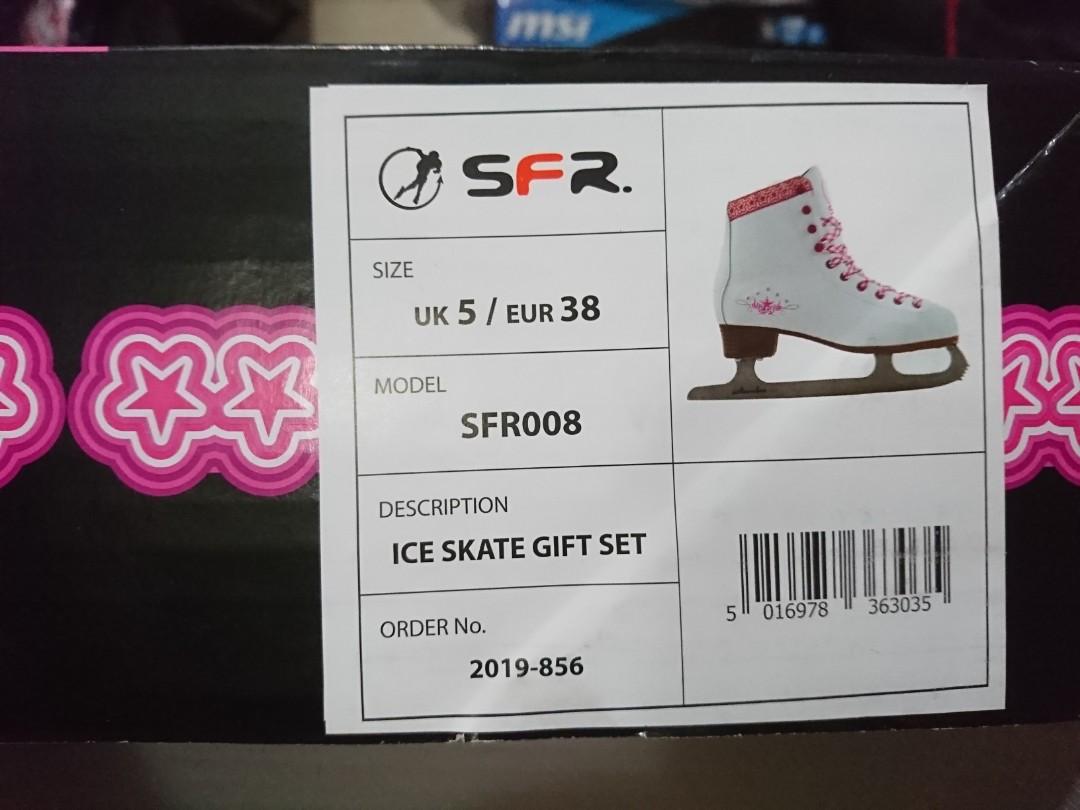 msi
SFR.
SIZE
UK 5 / EUR 38
MODEL
SFR008
DESCRIPTION
ICE SKATE GIFT SET
ORDER No.
2019-856
5 016978 363035